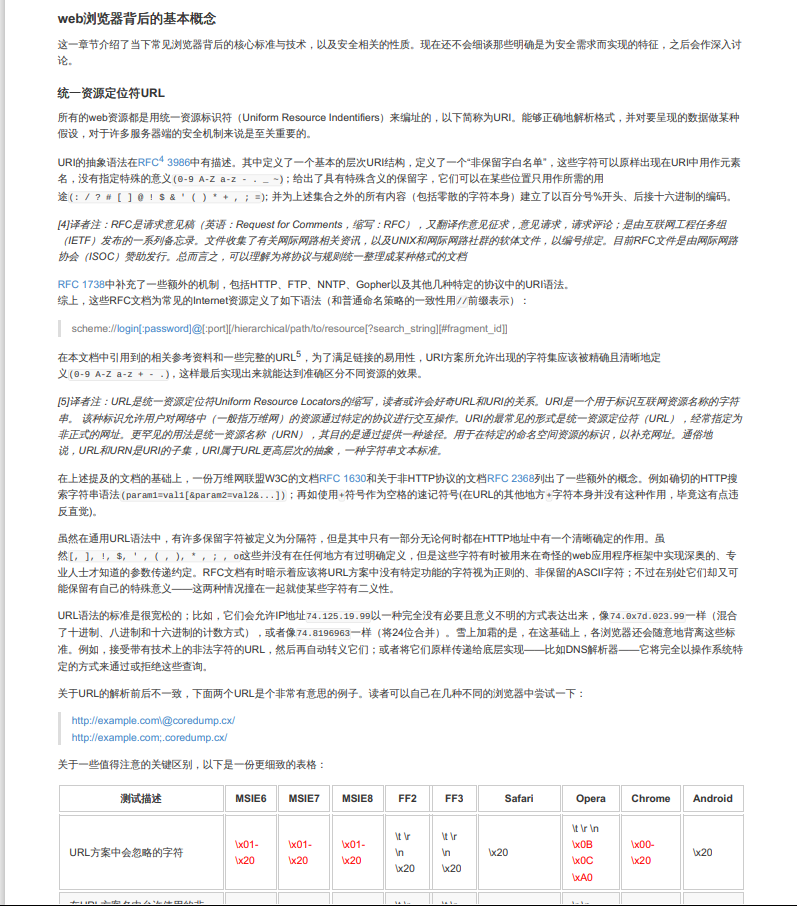 web浏览器背后的基本概念
这一章节介绍了当下常见浏览器背后的核心标准与技术，以及安全相关的性质。现在还不会细谈那些明确是为安全需求而实现的特征，之后会作深入讨
论。
统一资源定位符URL
所有的web资源都是用统一资源标识符（Uniform Resource Indentifiers）来编址的，以下简称为URI。能够正确地解析格式，并对要呈现的数据做某种
假设，对于许多服务器端的安全机制来说是至关重要的。
URI的抽象语法在RFC4 3986中有描述。其中定义了一个基本的层次URI结构，定义了一个“非保留字白名单”，这些字符可以原样出现在URI中用作元素
名，没有指定特殊的意义(0-9 A-Z a-z - . _ ~)；给出了具有特殊含义的保留字，它们可以在某些位置只用作所需的用
途(: / ? # [ ] @ ! $ & ' ( ) * + , ; =); 并为上述集合之外的所有内容（包括零散的字符本身）建立了以百分号%开头、后接十六进制的编码。
[4]译者注：RFC是请求意见稿（英语：Request for Comments，缩写：RFC），又翻译作意见征求，意见请求，请求评论；是由互联网工程任务组
（IETF）发布的一系列备忘录。文件收集了有关网际网路相关资讯，以及UNIX和网际网路社群的软体文件，以编号排定。目前RFC文件是由网际网路
协会（ISOC）赞助发行。总而言之，可以理解为将协议与规则统一整理成某种格式的文档
RFC 1738中补充了一些额外的机制，包括HTTP、FTP、NNTP、Gopher以及其他几种特定的协议中的URI语法。
综上，这些RFC文档为常见的Internet资源定义了如下语法（和普通命名策略的一致性用//前缀表示）：
scheme://login[:password]@[:port][/hierarchical/path/to/resource[?search_string][#fragment_id]]
在本文档中引用到的相关参考资料和一些完整的URL5，为了满足链接的易用性，URI方案所允许出现的字符集应该被精确且清晰地定
义(0-9 A-Z a-z + - .)，这样最后实现出来就能达到准确区分不同资源的效果。
[5]译者注：URL是统一资源定位符Uniform Resource Locators的缩写，读者或许会好奇URL和URI的关系。URI是一个用于标识互联网资源名称的字符
串。 该种标识允许用户对网络中（一般指万维网）的资源通过特定的协议进行交互操作。URI的最常见的形式是统一资源定位符（URL），经常指定为
非正式的网址。更罕见的用法是统一资源名称（URN），其目的是通过提供一种途径。用于在特定的命名空间资源的标识，以补充网址。通俗地
说，URL和URN是URI的子集，URI属于URL更高层次的抽象，一种字符串文本标准。
在上述提及的文档的基础上，一份万维网联盟W3C的文档RFC 1630和关于非HTTP协议的文档RFC 2368列出了一些额外的概念。例如确切的HTTP搜
索字符串语法(param1=val1[&param2=val2&...])；再如使用+符号作为空格的速记符号(在URL的其他地方+字符本身并没有这种作用，毕竟这有点违
反直觉)。
虽然在通用URL语法中，有许多保留字符被定义为分隔符，但是其中只有一部分无论何时都在HTTP地址中有一个清晰明确的作用。虽
然[, ], !, $, ' , ( , ), * , ; , or这些并没有在任何地方有过明确定义，但是这些字符有时被用来在奇怪的web应用程序框架中实现深奥的、专
业人士才知道的参数传递约定。RFC文档有时暗示着应该将URL方案中没有特定功能的字符视为正则的、非保留的ASCII字符；不过在别处它们却又可
能保留有自己的特殊意义——这两种情况撞在一起就使某些字符有二义性。
URL语法的标准是很宽松的；比如，它们会允许IP地址74.125.19.99以一种完全没有必要且意义不明的方式表达出来，像74.0x7d.023.99一样（混合
了十进制、八进制和十六进制的计数方式），或者像74.8196963一样（将24位合并）。雪上加霜的是，在这基础上，各浏览器还会随意地背离这些标
准。例如，接受带有技术上的非法字符的URL，然后再自动转义它们；或者将它们原样传递给底层实现——比如DNS解析器——它将完全以操作系统特
定的方式来通过或拒绝这些查询。
关于URL的解析前后不一致，下面两个URL是个非常有意思的例子。读者可以自己在几种不同的浏览器中尝试一下：
http://example.com\@coredump.cx/
http://example.com;.coredump.cx/
关于一些值得注意的关键区别，以下是一份更细致的表格：
测试描述 MSIE6 MSIE7 MSIE8 FF2 FF3 Safari Opera Chrome Android
URL方案中会忽略的字符 \x01-\x20 \x01-\x20 \x01-\x20 \t \r \n \x20 \t \r \n \x20 \x20 \t \r \n \x0B \x0C \xA0 \x00-\x20 \x20